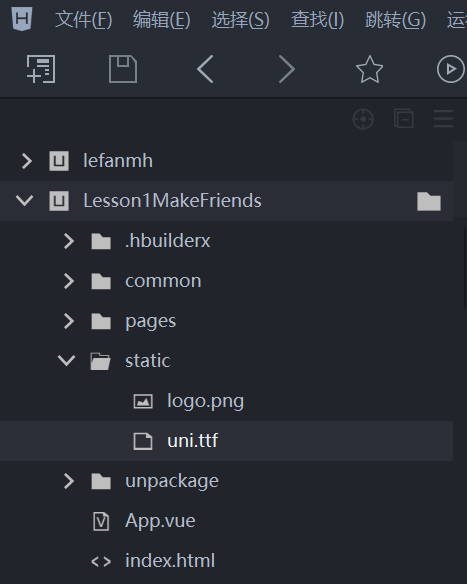 文件(F) 编辑(E) 选择(S) 查找(I) 跳转(G) 运
lefanmh
Lesson1MakeFriends
.hbuilderx
common
pages
static
logo.png
uni.ttf
unpackage
App.vue
index.html